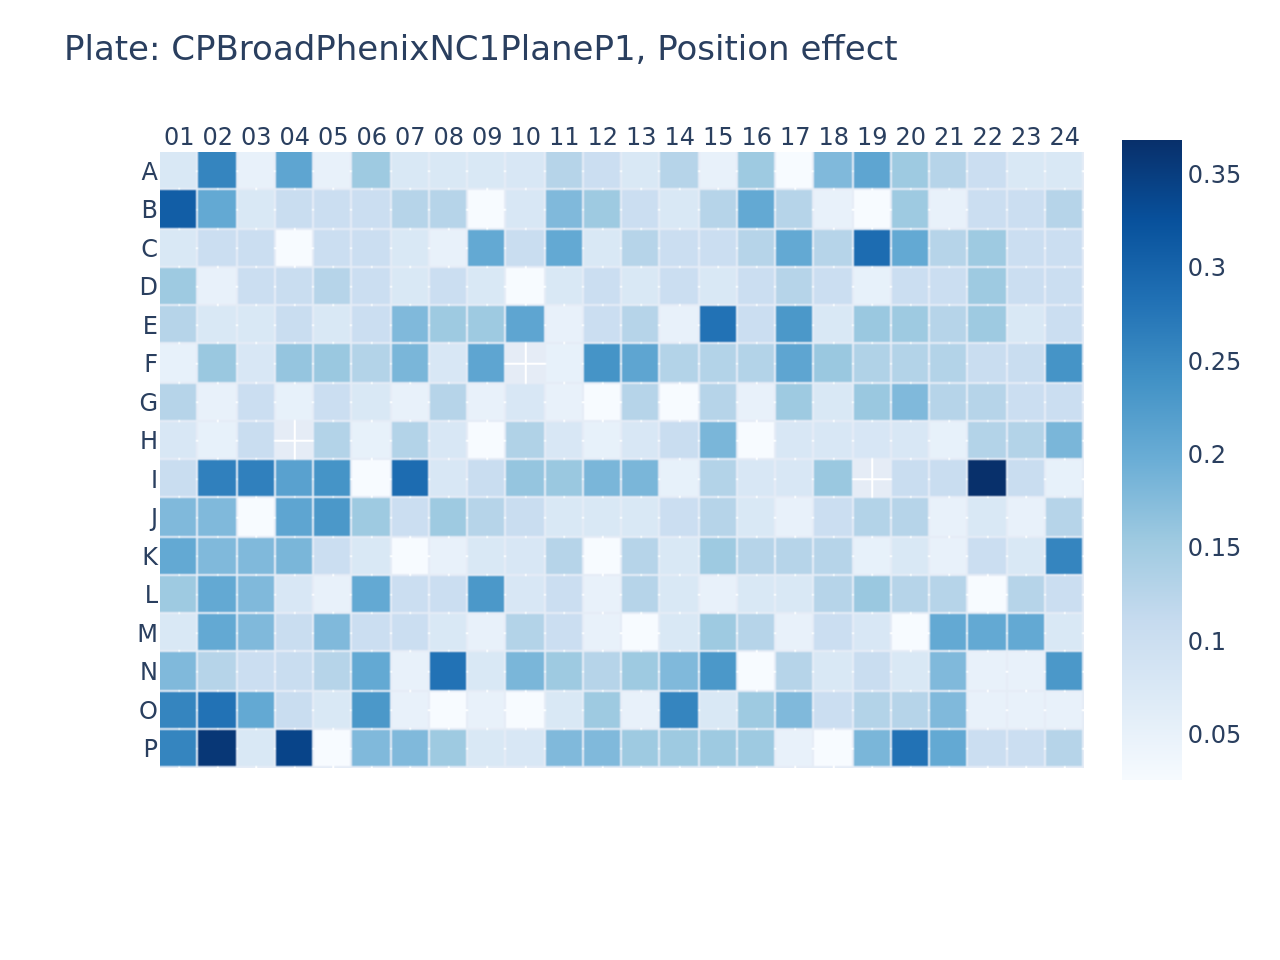 Plate: CPBroadPhenixNC1PlaneP1, Position effect
01 02 03 04 05 06 07 08 09 10 11 12 13 14 15 16 17 18 19 20 21 22 23 24
A
B
C
D
E
F
G
H
I
J
K
L
M
N
O
P
0.35
0.3
0.25
0.2
0.15
0.1
0.05